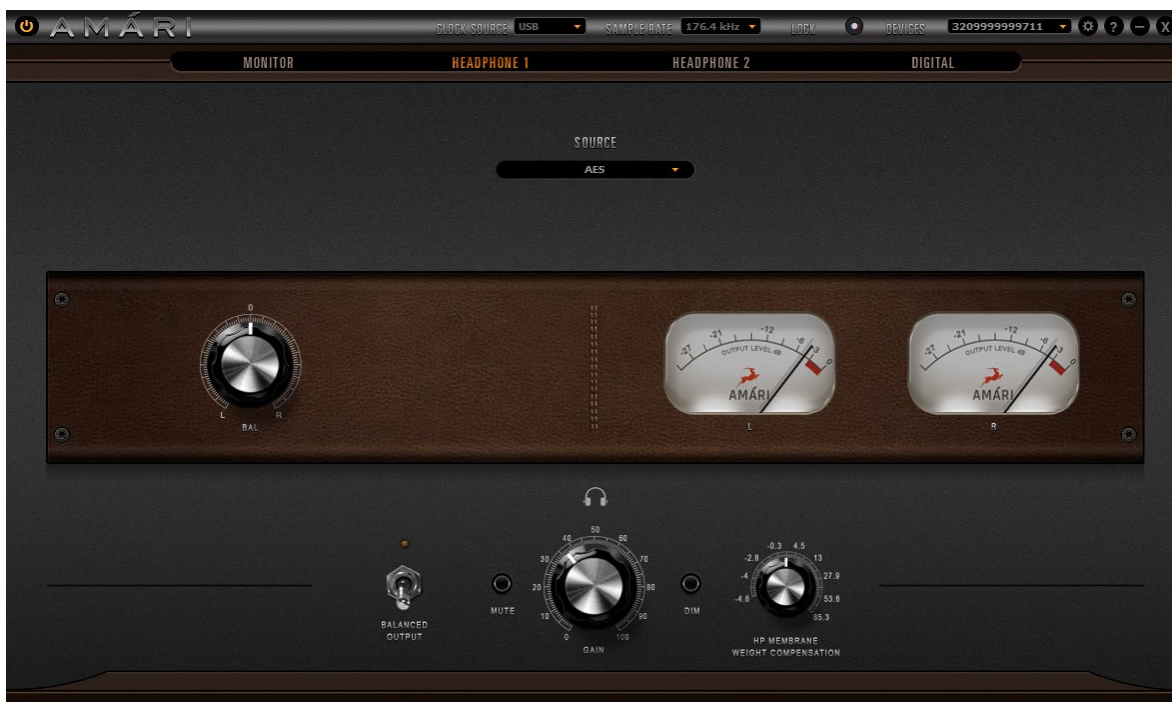 AMÁRI CLOCK SOURCE USB SAMPLE RATE 176.4 kHz LOCK DEVICES 3209999999711 ? – X
MONITOR HEADPHONE 1 HEADPHONE 2 DIGITAL
SOURCE
AES
0
L R
BAL
-27 -21 -12 -6 -3 0
OUTPUT LEVEL dB
AMÁRI
L
-27 -21 -12 -6 -3 0
OUTPUT LEVEL dB
AMÁRI
R
BALANCED
OUTPUT
MUTE
0 10 20 30 40 50 60 70 80 90 100
GAIN
DIM
-4.6 -4 -2.8 -0.3 4.5 13 27.9 53.6 85.3
HP MEMBRANE
WEIGHT COMPENSATION